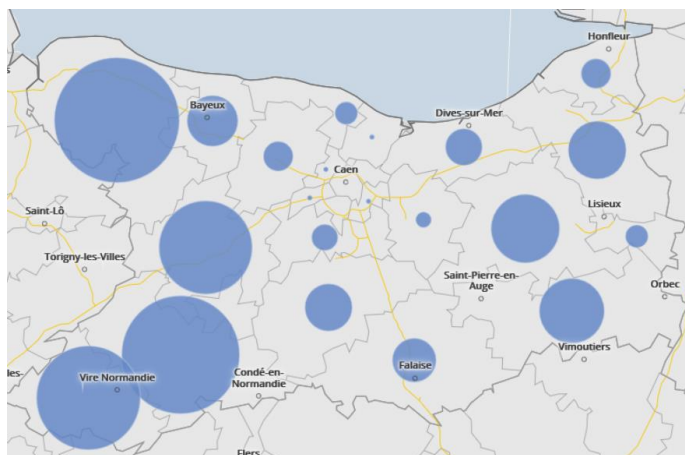 Honfleur
Bayeux
Dives-sur-Mer
Caen
Saint-Lô
Lisieux
Torigny-les-Villes
Saint-Pierre-en-
Auge
Orbec
Vimoutiers
Falaise
Vire Normandie
Condé-en-
Normandie